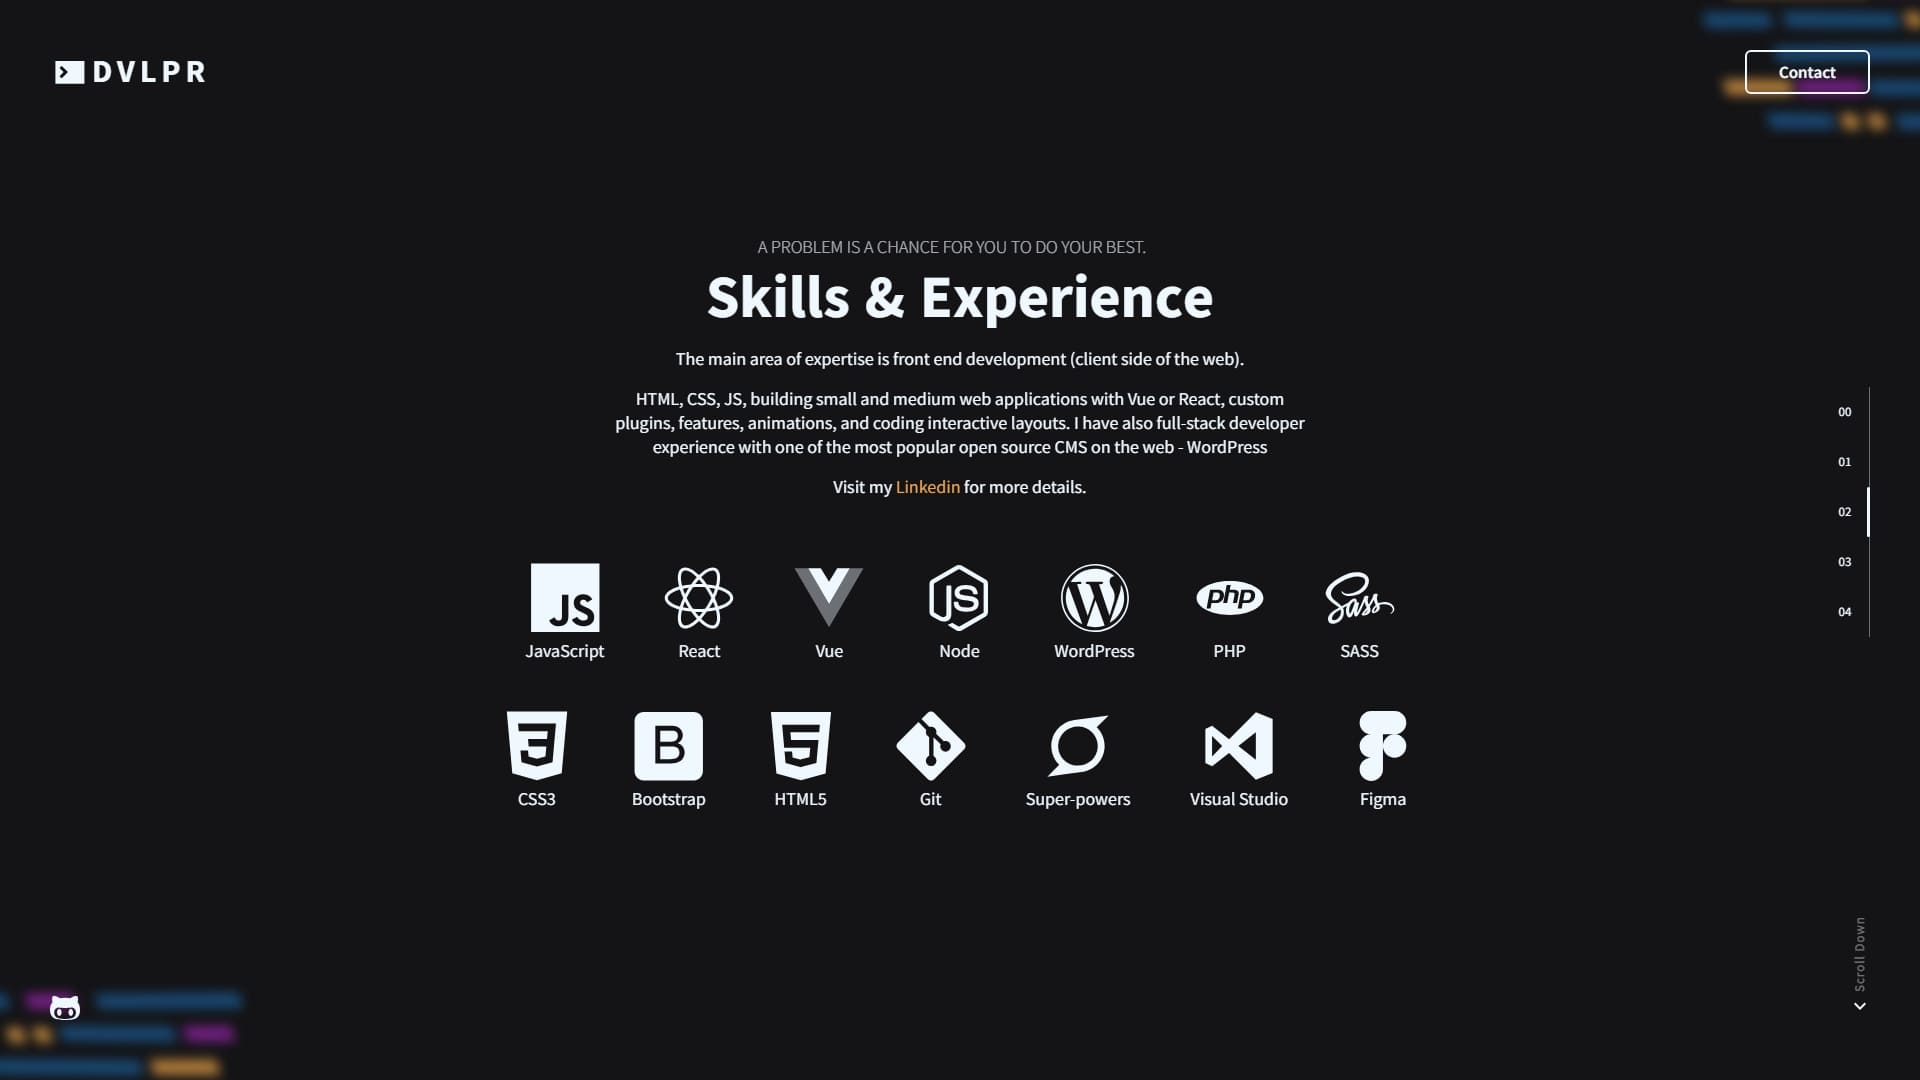 DVLPR
Contact
A PROBLEM IS A CHANCE FOR YOU TO DO YOUR BEST.
Skills & Experience
The main area of expertise is front end development (client side of the web).
HTML, CSS, JS, building small and medium web applications with Vue or React, custom
plugins, features, animations, and coding interactive layouts. I have also full-stack developer
experience with one of the most popular open source CMS on the web - WordPress
Visit my Linkedin for more details.
00
01
02
03
04
JS
JS
W
php
Sass
JavaScript
React
Vue
Node
WordPress
PHP
SASS
3
B
5
CSS3
Bootstrap
HTML5
Git
Super-powers
Visual Studio
Figma
Scroll Down